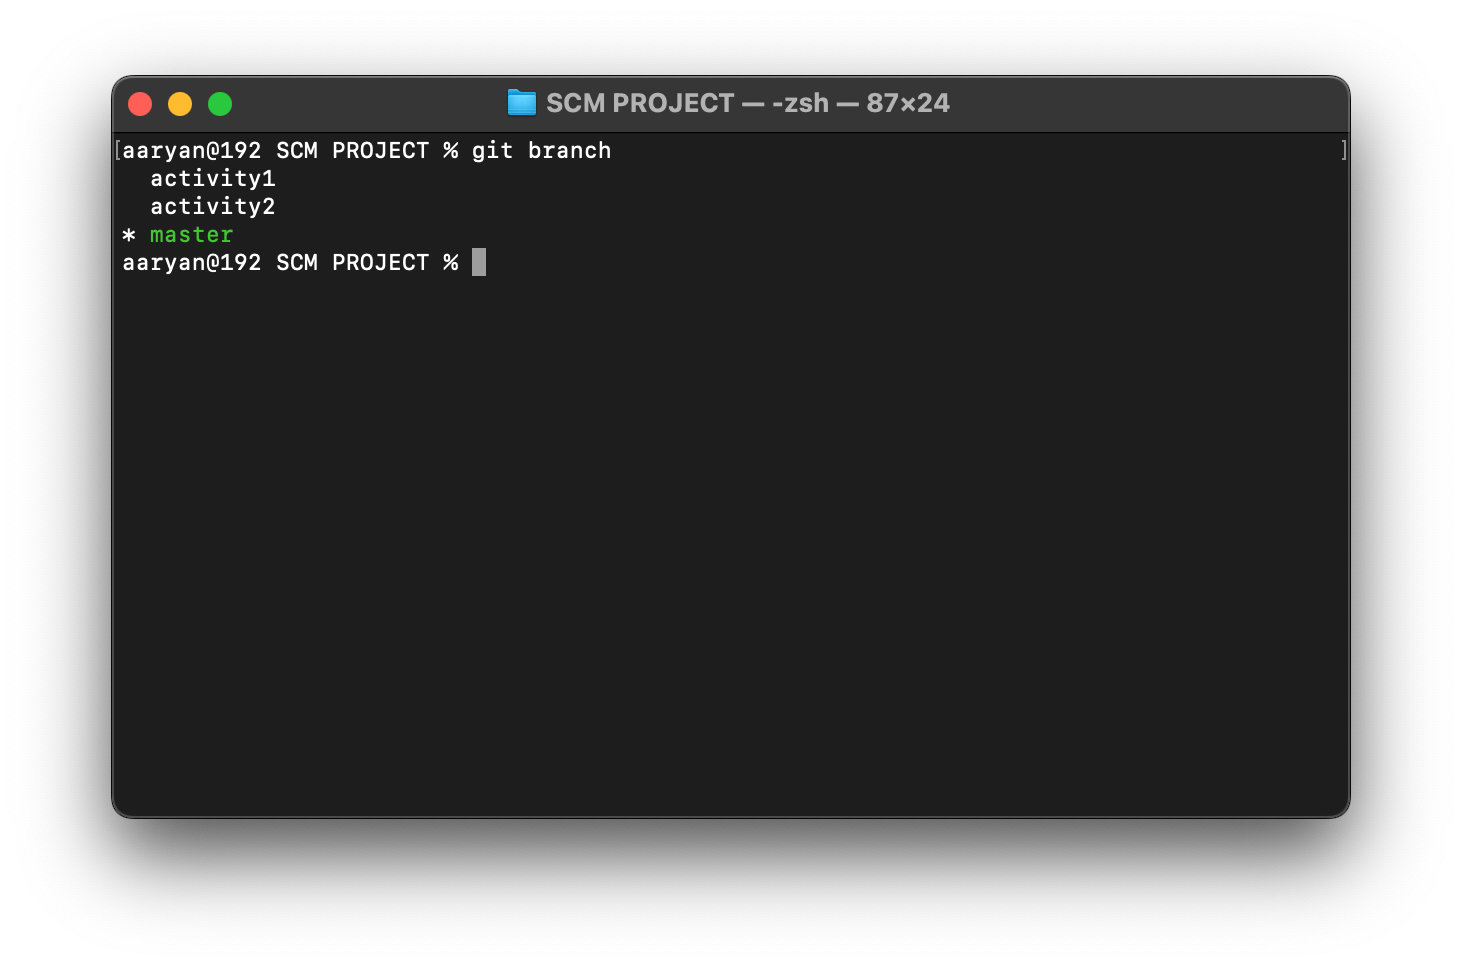 SCM PROJECT — -zsh — 87×24
[aaryan@192 SCM PROJECT % git branch ]
  activity1
  activity2
* master
aaryan@192 SCM PROJECT %